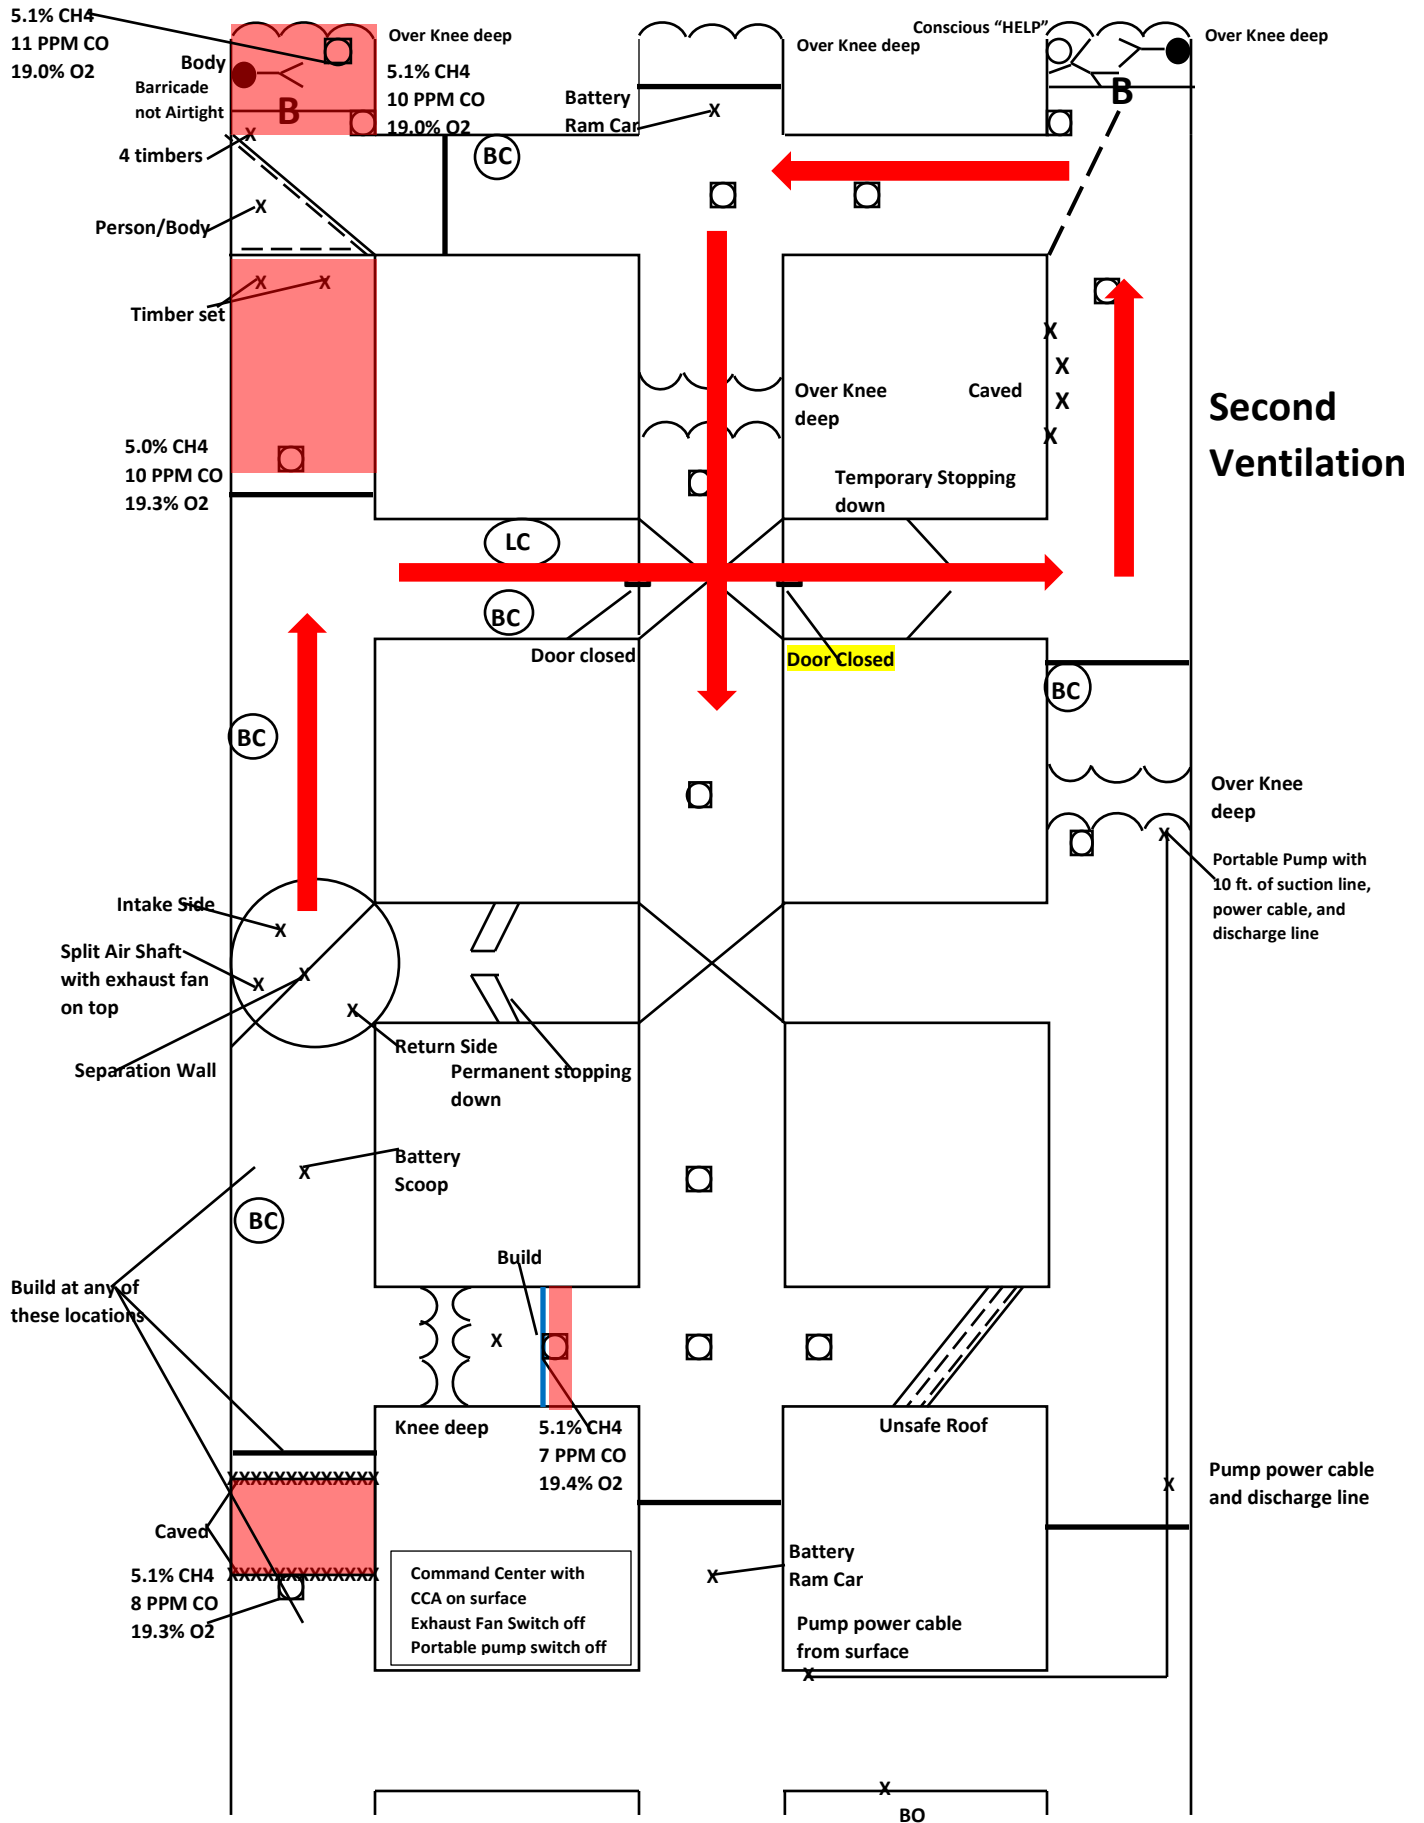 5.1% CH4
11 PPM CO
19.0% O2
Over Knee deep
Body
Barricade
not Airtight
B
5.1% CH4
10 PPM CO
19.0% O2
Battery
Ram Car
X
Over Knee deep
Conscious “HELP”
Over Knee deep
B
4 timbers
X
BC
Person/Body
X
Timber set
X
X
5.0% CH4
10 PPM CO
19.3% O2
Over Knee
deep
Caved
X
X
X
X
Second
Ventilation
Temporary Stopping
down
LC
BC
Door closed
Door Closed
BC
BC
Over Knee
deep
X
Portable Pump with
10 ft. of suction line,
power cable, and
discharge line
Intake Side
X
Split Air Shaft
with exhaust fan
on top
X
X
X
Separation Wall
Return Side
Permanent stopping
down
Battery
Scoop
X
BC
Build
Build at any of
these locations
X
Knee deep
5.1% CH4
7 PPM CO
19.4% O2
Unsafe Roof
XXXXXXXXXXXXX
Caved
XXXXXXXXXXXXX
5.1% CH4
8 PPM CO
19.3% O2
Command Center with
CCA on surface
Exhaust Fan Switch off
Portable pump switch off
X
Battery
Ram Car
Pump power cable
from surface
X
X
Pump power cable
and discharge line
X
BO